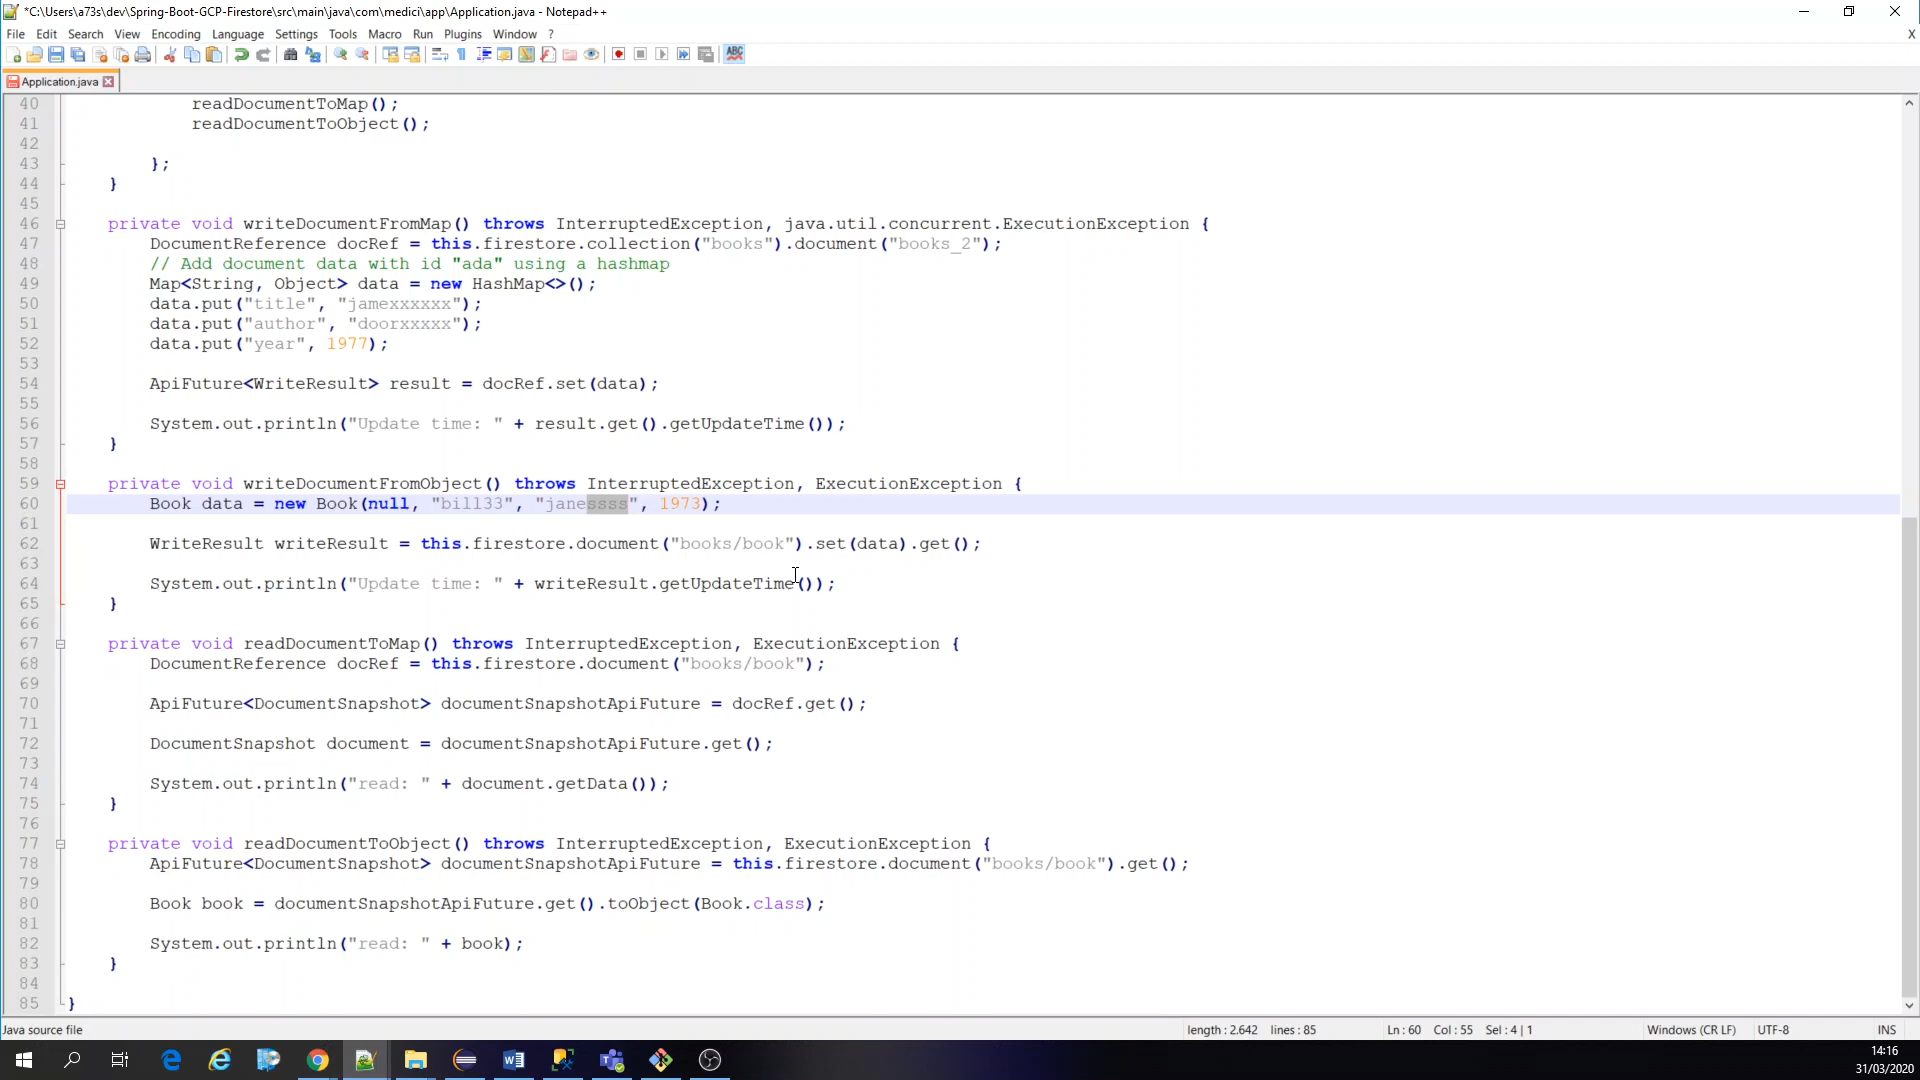 *C:\Users\a73s\dev\Spring-Boot-GCP-Firestore\src\main\java\com\medici\app\Application.java - Notepad++
File Edit Search View Encoding Language Settings Tools Macro Run Plugins Window ? X
ABC
Application.java
40 readDocumentToMap();
41 readDocumentToObject();
42
43 };
44 }
45
46 private void writeDocumentFromMap() throws InterruptedException, java.util.concurrent.ExecutionException {
47 DocumentReference docRef = this.firestore.collection("books").document("books_2");
48 // Add document data with id "ada" using a hashmap
49 Map<String, Object> data = new HashMap<>();
50 data.put("title", "jamexxxxxx");
51 data.put("author", "doorxxxxx");
52 data.put("year", 1977);
53
54 ApiFuture<WriteResult> result = docRef.set(data);
55
56 System.out.println("Update time: " + result.get().getUpdateTime());
57 }
58
59 private void writeDocumentFromObject() throws InterruptedException, ExecutionException {
60 Book data = new Book(null, "bill33", "janessss", 1973);
61
62 WriteResult writeResult = this.firestore.document("books/book").set(data).get();
63
64 System.out.println("Update time: " + writeResult.getUpdateTime());
65 }
66
67 private void readDocumentToMap() throws InterruptedException, ExecutionException {
68 DocumentReference docRef = this.firestore.document("books/book");
69
70 ApiFuture<DocumentSnapshot> documentSnapshotApiFuture = docRef.get();
71
72 DocumentSnapshot document = documentSnapshotApiFuture.get();
73
74 System.out.println("read: " + document.getData());
75 }
76
77 private void readDocumentToObject() throws InterruptedException, ExecutionException {
78 ApiFuture<DocumentSnapshot> documentSnapshotApiFuture = this.firestore.document("books/book").get();
79
80 Book book = documentSnapshotApiFuture.get().toObject(Book.class);
81
82 System.out.println("read: " + book);
83 }
84
85 }
Java source file length : 2.642 lines : 85 Ln : 60 Col : 55 Sel : 4 | 1 Windows (CR LF) UTF-8 INS
14:16
31/03/2020